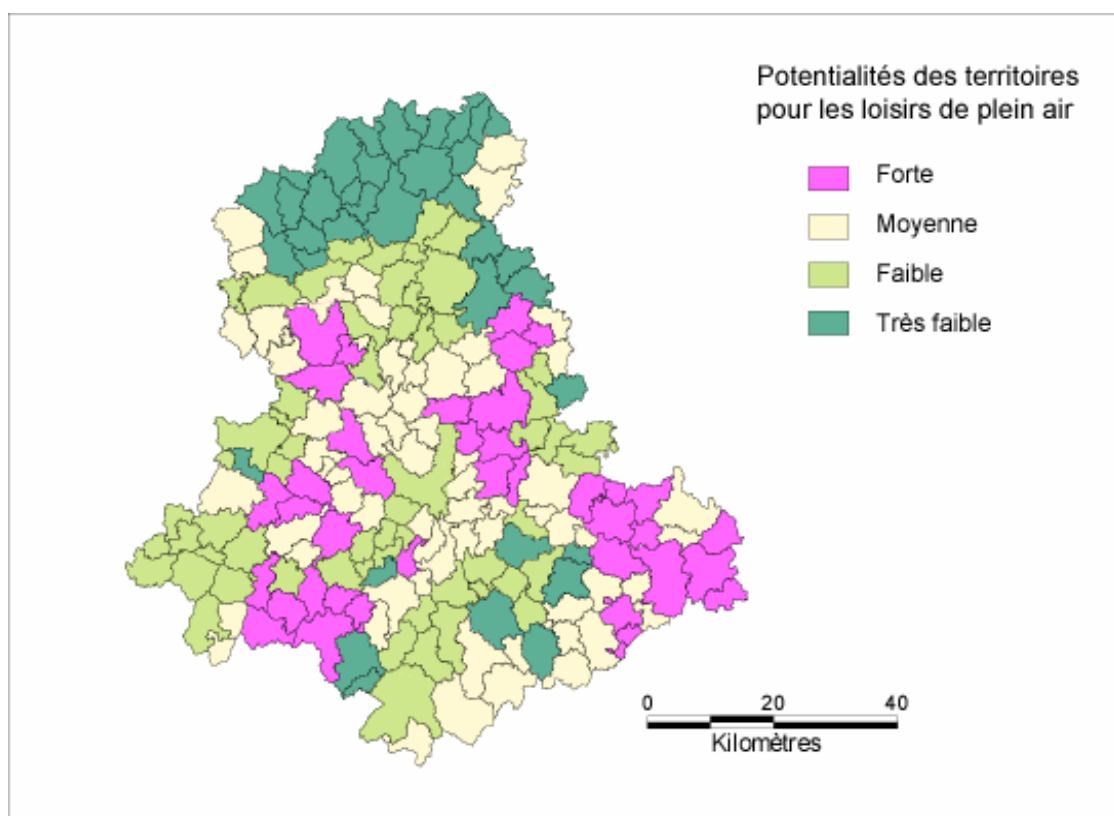 Potentialités des territoires
pour les loisirs de plein air
Forte
Moyenne
Faible
Très faible
0 20 40
Kilomètres